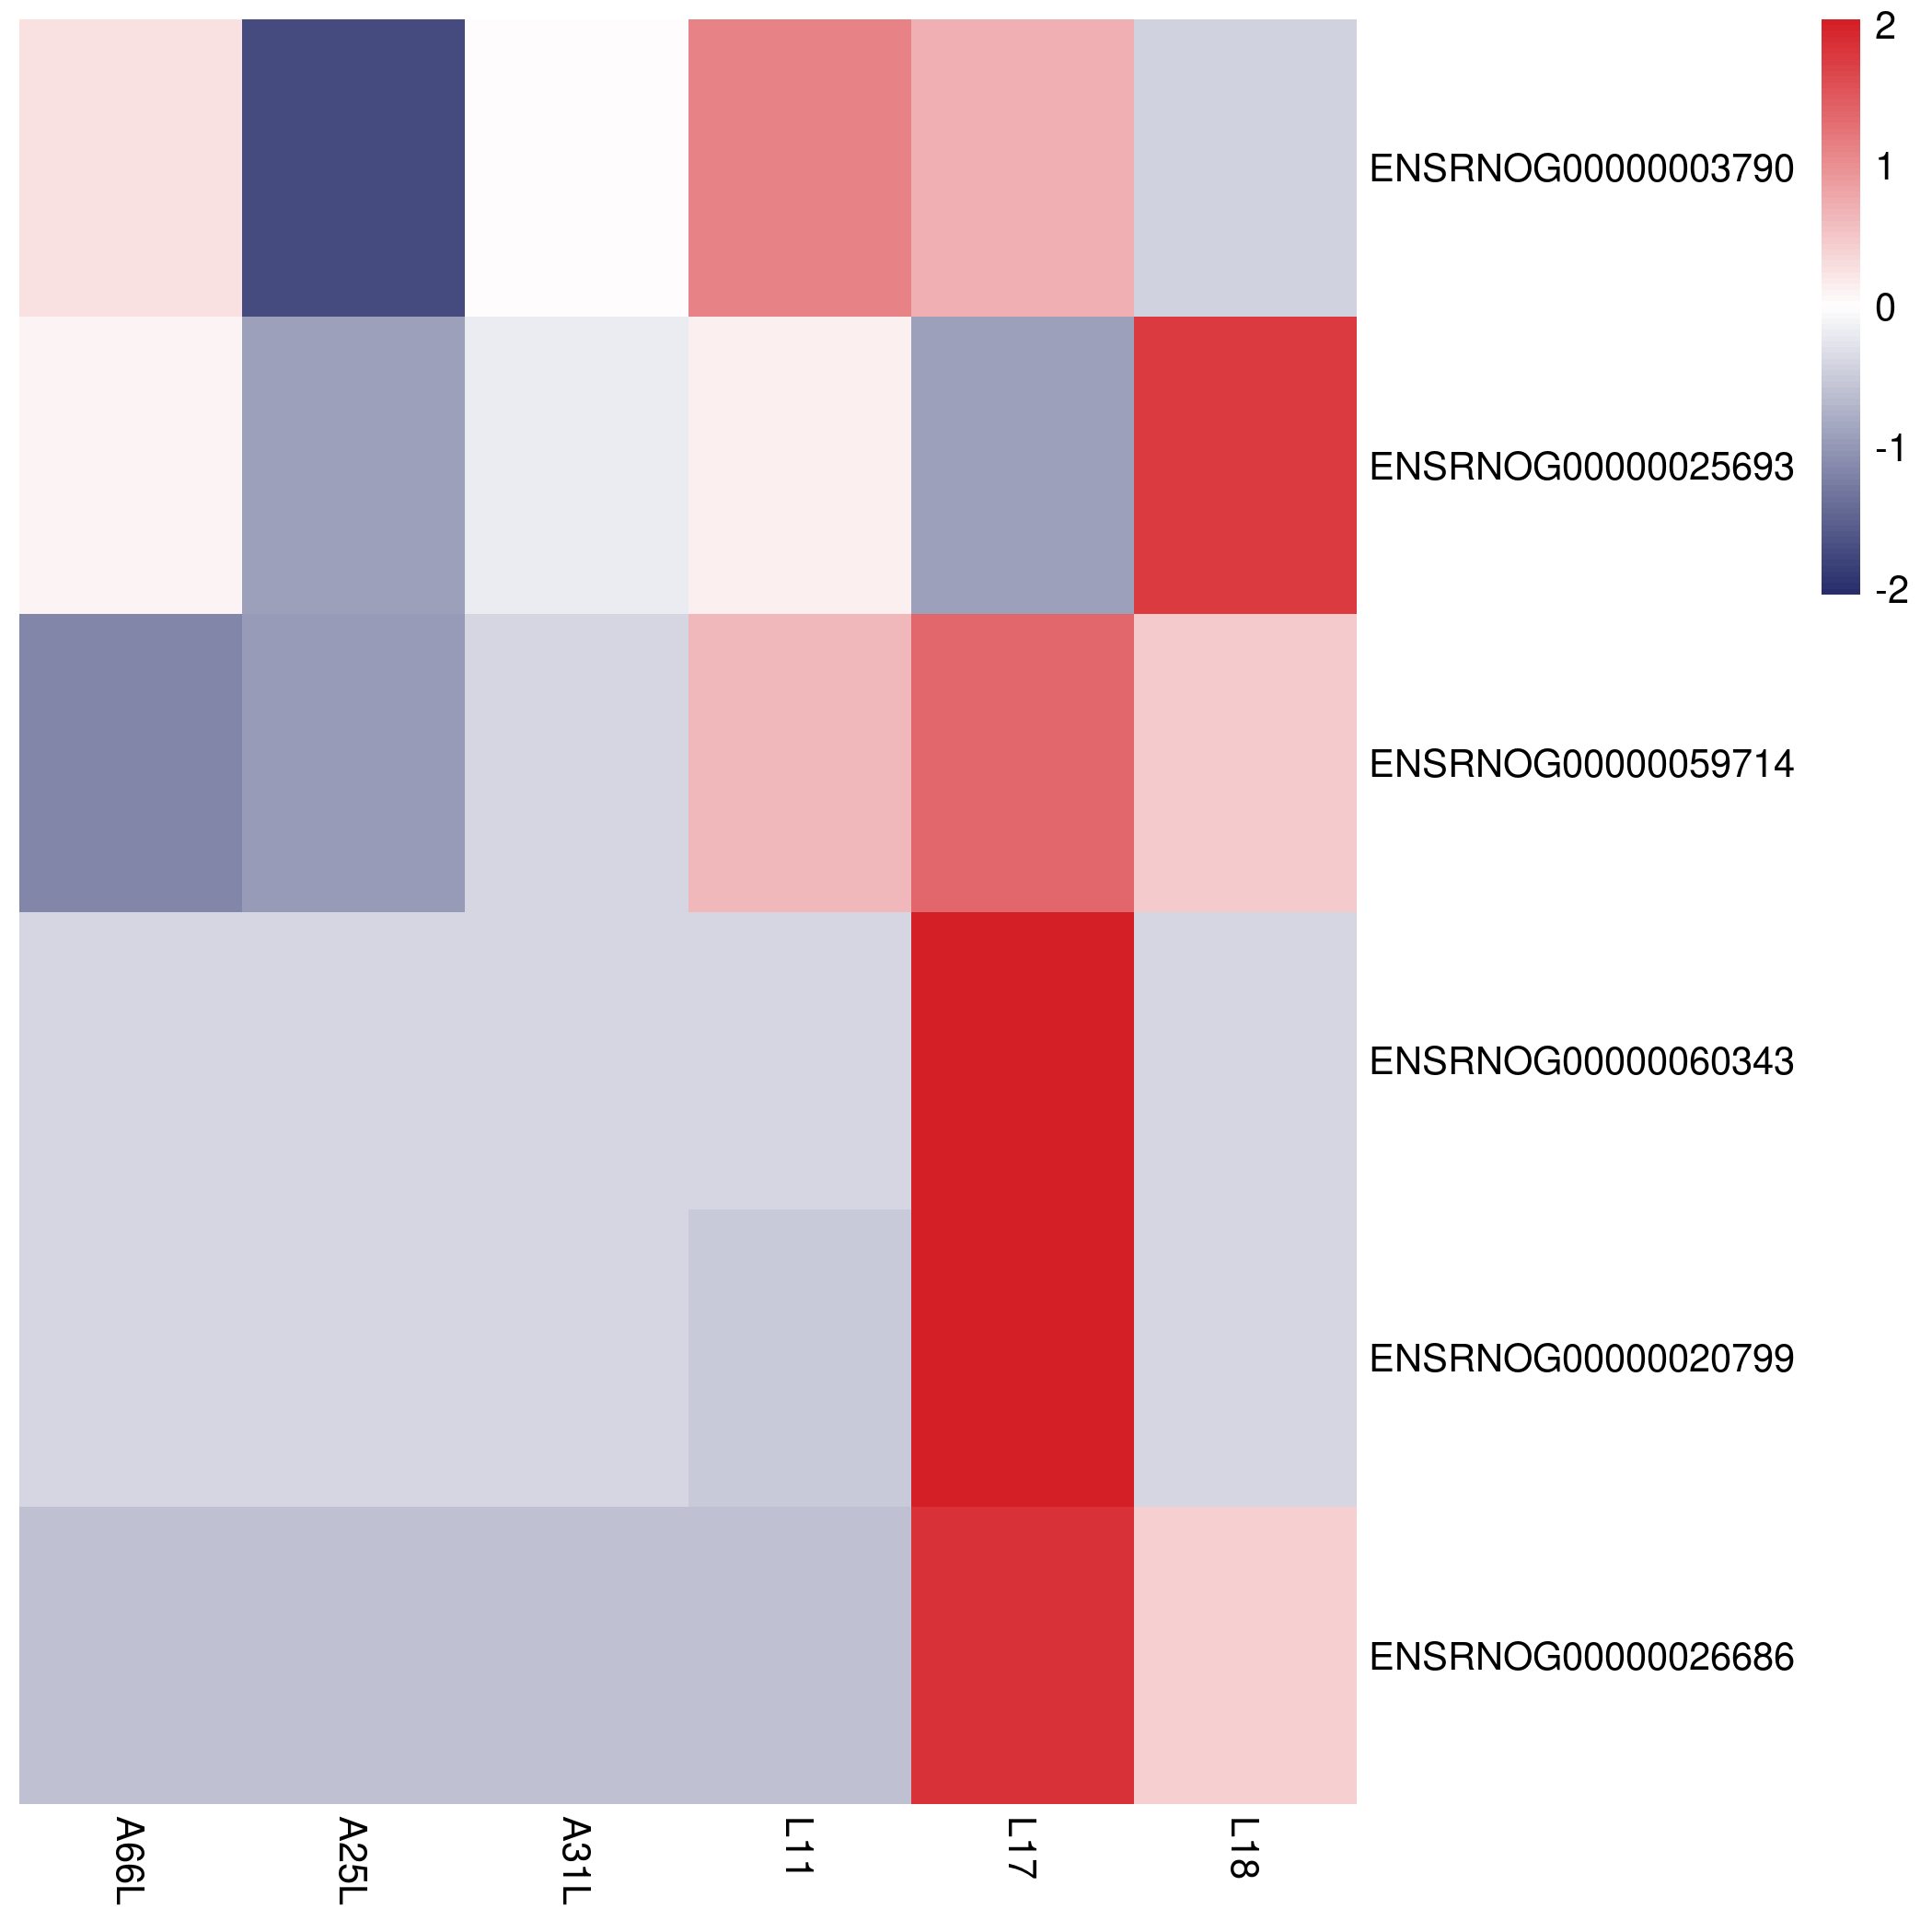 2
1
0
-1
-2
ENSRNOG00000003790
ENSRNOG00000025693
ENSRNOG00000059714
ENSRNOG00000060343
ENSRNOG00000020799
ENSRNOG00000026686
A66L
A25L
A31L
L11
L17
L18